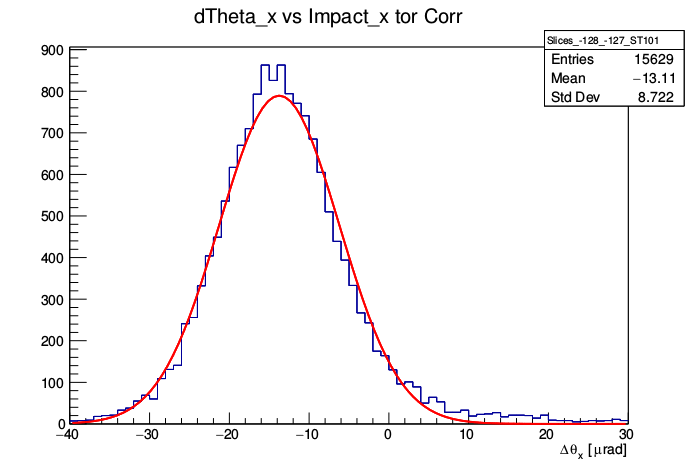 dTheta_x vs Impact_x tor Corr
Slices_-128_-127_ST101
Entries 15629
Mean −13.11
Std Dev 8.722
900
800
700
600
500
400
300
200
100
0
−40 −30 −20 −10 0 10 20 30
Δθx [μrad]